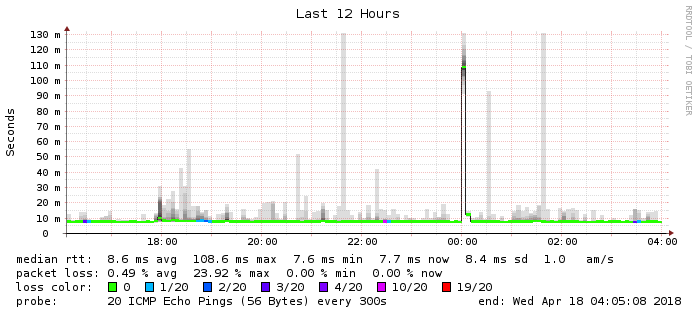 Last 12 Hours
RRDTOOL / TOBI OETIKER
Seconds
130 m
120 m
110 m
100 m
90 m
80 m
70 m
60 m
50 m
40 m
30 m
20 m
10 m
0
18:00 20:00 22:00 00:00 02:00 04:00
median rtt: 8.6 ms avg 108.6 ms max 7.6 ms min 7.7 ms now 8.4 ms sd 1.0 am/s
packet loss: 0.49 % avg 23.92 % max 0.00 % min 0.00 % now
loss color: 0 1/20 2/20 3/20 4/20 10/20 19/20
probe: 20 ICMP Echo Pings (56 Bytes) every 300s end: Wed Apr 18 04:05:08 2018